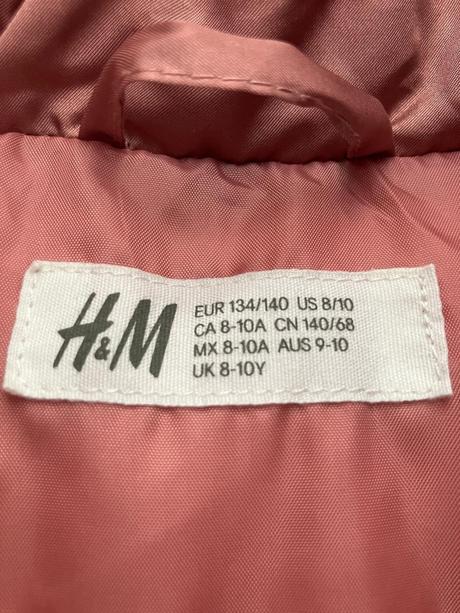 H&M
EUR 134/140 US 8/10
CA 8-10A CN 140/68
MX 8-10A AUS 9-10
UK 8-10Y